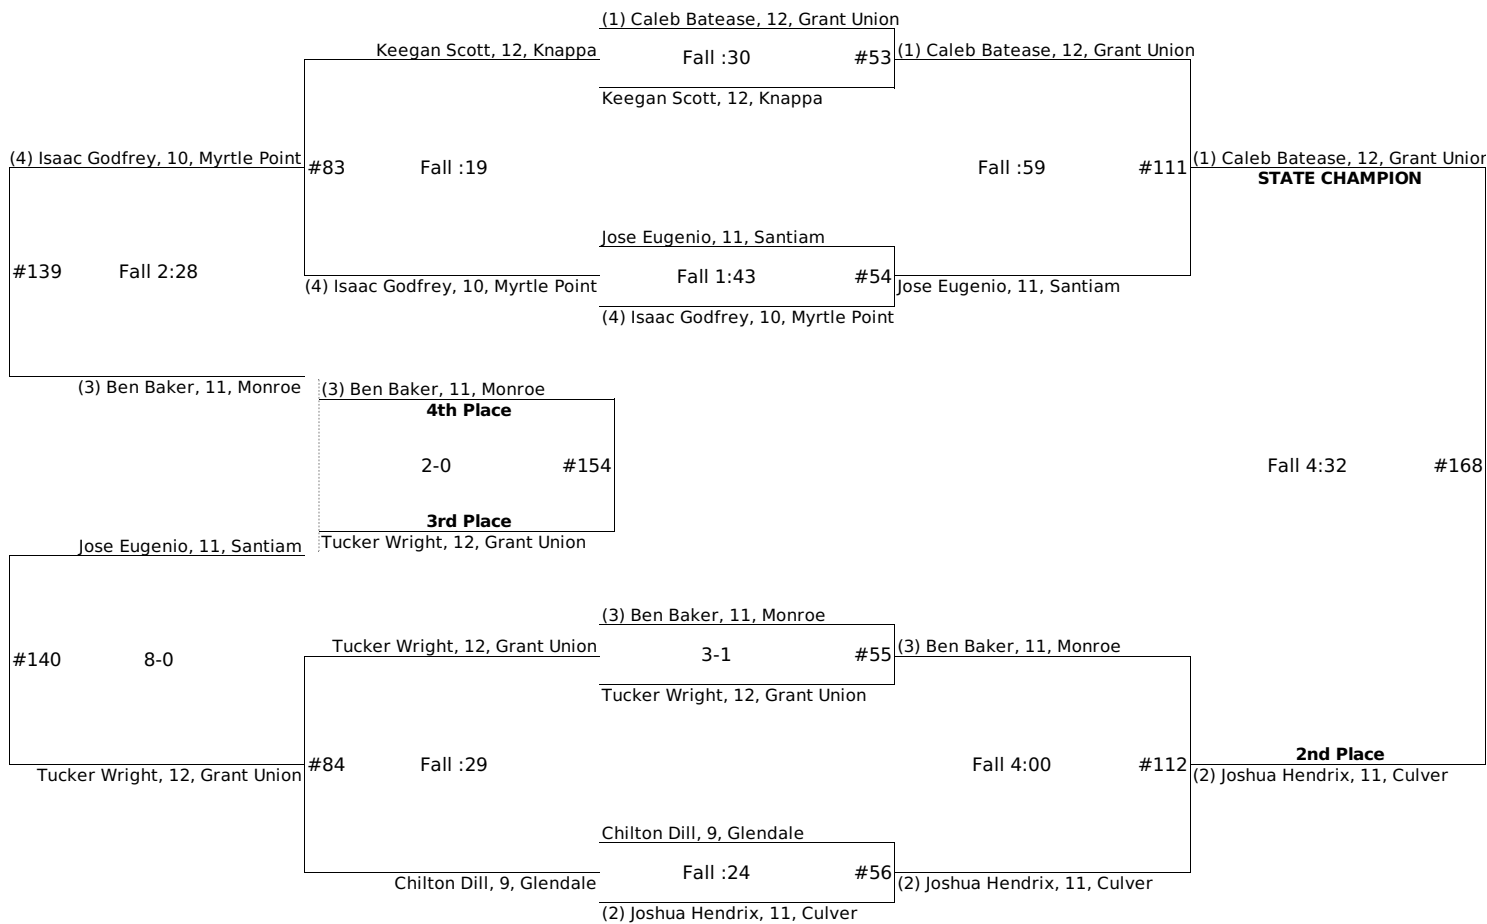 (1) Caleb Batease, 12, Grant Union
Keegan Scott, 12, Knappa
Fall :30
#53
(1) Caleb Batease, 12, Grant Union
Keegan Scott, 12, Knappa
(4) Isaac Godfrey, 10, Myrtle Point
#83
Fall :19
Fall :59
#111
(1) Caleb Batease, 12, Grant Union
STATE CHAMPION
Jose Eugenio, 11, Santiam
#139
Fall 2:28
(4) Isaac Godfrey, 10, Myrtle Point
Fall 1:43
#54
Jose Eugenio, 11, Santiam
(4) Isaac Godfrey, 10, Myrtle Point
(3) Ben Baker, 11, Monroe
(3) Ben Baker, 11, Monroe
4th Place
2-0
#154
Fall 4:32
#168
3rd Place
Tucker Wright, 12, Grant Union
Jose Eugenio, 11, Santiam
(3) Ben Baker, 11, Monroe
Tucker Wright, 12, Grant Union
#140
8-0
3-1
#55
(3) Ben Baker, 11, Monroe
Tucker Wright, 12, Grant Union
2nd Place
Tucker Wright, 12, Grant Union
#84
Fall :29
Fall 4:00
#112
(2) Joshua Hendrix, 11, Culver
Chilton Dill, 9, Glendale
Chilton Dill, 9, Glendale
Fall :24
#56
(2) Joshua Hendrix, 11, Culver
(2) Joshua Hendrix, 11, Culver